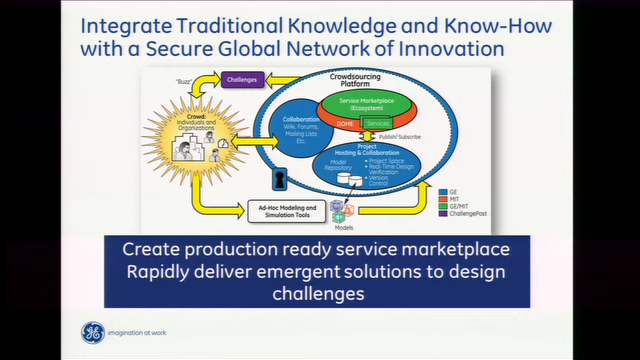 Integrate Traditional Knowledge and Know-How
with a Secure Global Network of Innovation
"Buzz"
Challenges
Crowdsourcing
Platform
Crowd:
Individuals and
Organizations
Service Marketplace
(Ecosystem)
Collaboration
Wiki, Forums,
Mailing Lists
Etc.
DOME
Services
Publish/ Subscribe
Project
Hosting & Collaboration
Model
Repository
• Project Space
• Real-Time Design
Verification
• Version
Control
Ad-Hoc Modeling and
Simulation Tools
Models
GE
MIT
GE/MIT
ChallengePost
Create production ready service marketplace
Rapidly deliver emergent solutions to design
challenges
GE
imagination at work